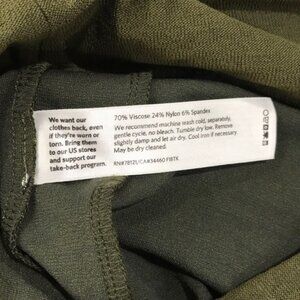 We want our
clothes back, even
if they're worn or
torn. Bring them
to our US stores
and support our
take-back program.
70% Viscose 24% Nylon 6% Spandex
We recommend machine wash cold, separately,
gentle cycle, no bleach. Tumble dry low. Remove
slightly damp and let air dry. Cool iron if necessary.
May be dry cleaned.
RN#78121/CA#34460 F18TK